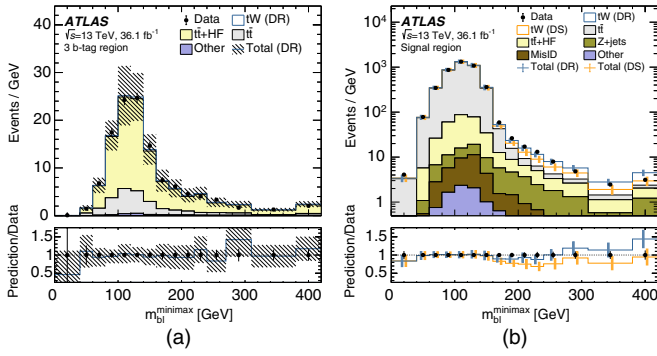 ATLAS
√s=13 TeV, 36.1 fb⁻¹
3 b-tag region
Data
tW (DR)
tt̄+HF
tt̄
Other
Total (DR)
Events / GeV
40
30
20
10
0
Prediction/Data
1.5
1.0
0.5
0
100
200
300
400
m_bl^minimax [GeV]
(a)
ATLAS
√s=13 TeV, 36.1 fb⁻¹
Signal region
Data
tW (DR)
tW (DS)
tt̄
tt̄+HF
Z+jets
MisID
Other
Total (DR)
Total (DS)
Events / GeV
10³
10²
10
1
Prediction/Data
1.5
1.0
0.5
0
100
200
300
400
m_bl^minimax [GeV]
(b)